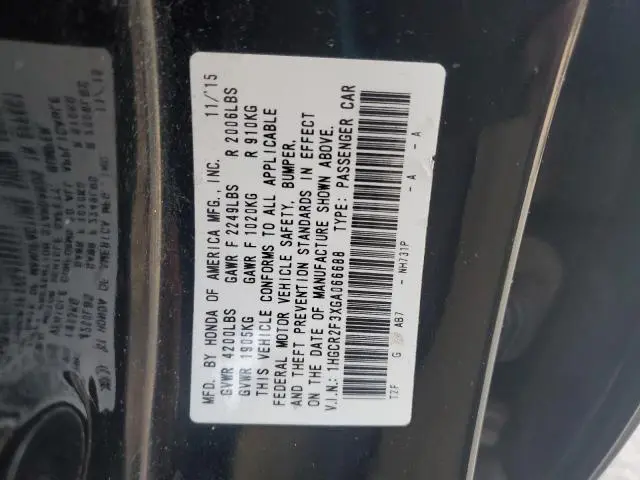 MFD. BY HONDA OF AMERICA MFG., INC. 11/'15
GVWR 4200LBS GAWR F 2249LBS R 2006LBS
GVWR 1905KG GAWR F 1020KG R 910KG
THIS VEHICLE CONFORMS TO ALL APPLICABLE
FEDERAL MOTOR VEHICLE SAFETY, BUMPER,
AND THEFT PREVENTION STANDARDS IN EFFECT
ON THE DATE OF MANUFACTURE SHOWN ABOVE.
V.I.N.: 1HGCR2F3XGA066688 TYPE: PASSENGER CAR
T2F G AB7 - NH731P - A - A